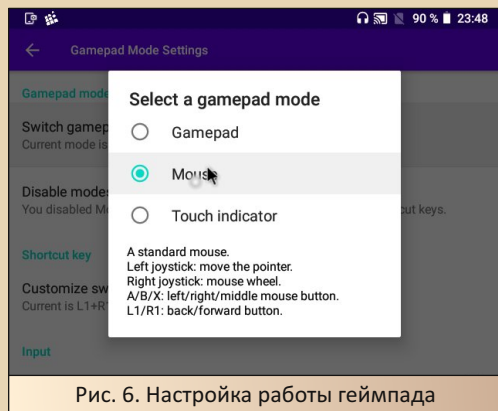 90 % 23:48
Gamepad Mode Settings
Gamepad mode
Select a gamepad mode
Switch gamep
Current mode is
Gamepad
Mouse
Disable modes
You disabled M
cut keys.
Touch indicator
Shortcut key
A standard mouse.
Left joystick: move the pointer.
Right joystick: mouse wheel.
A/B/X: left/right/middle mouse button.
L1/R1: back/forward button.
Customize sw
Current is L1+R
Input
Рис. 6. Настройка работы геймпада